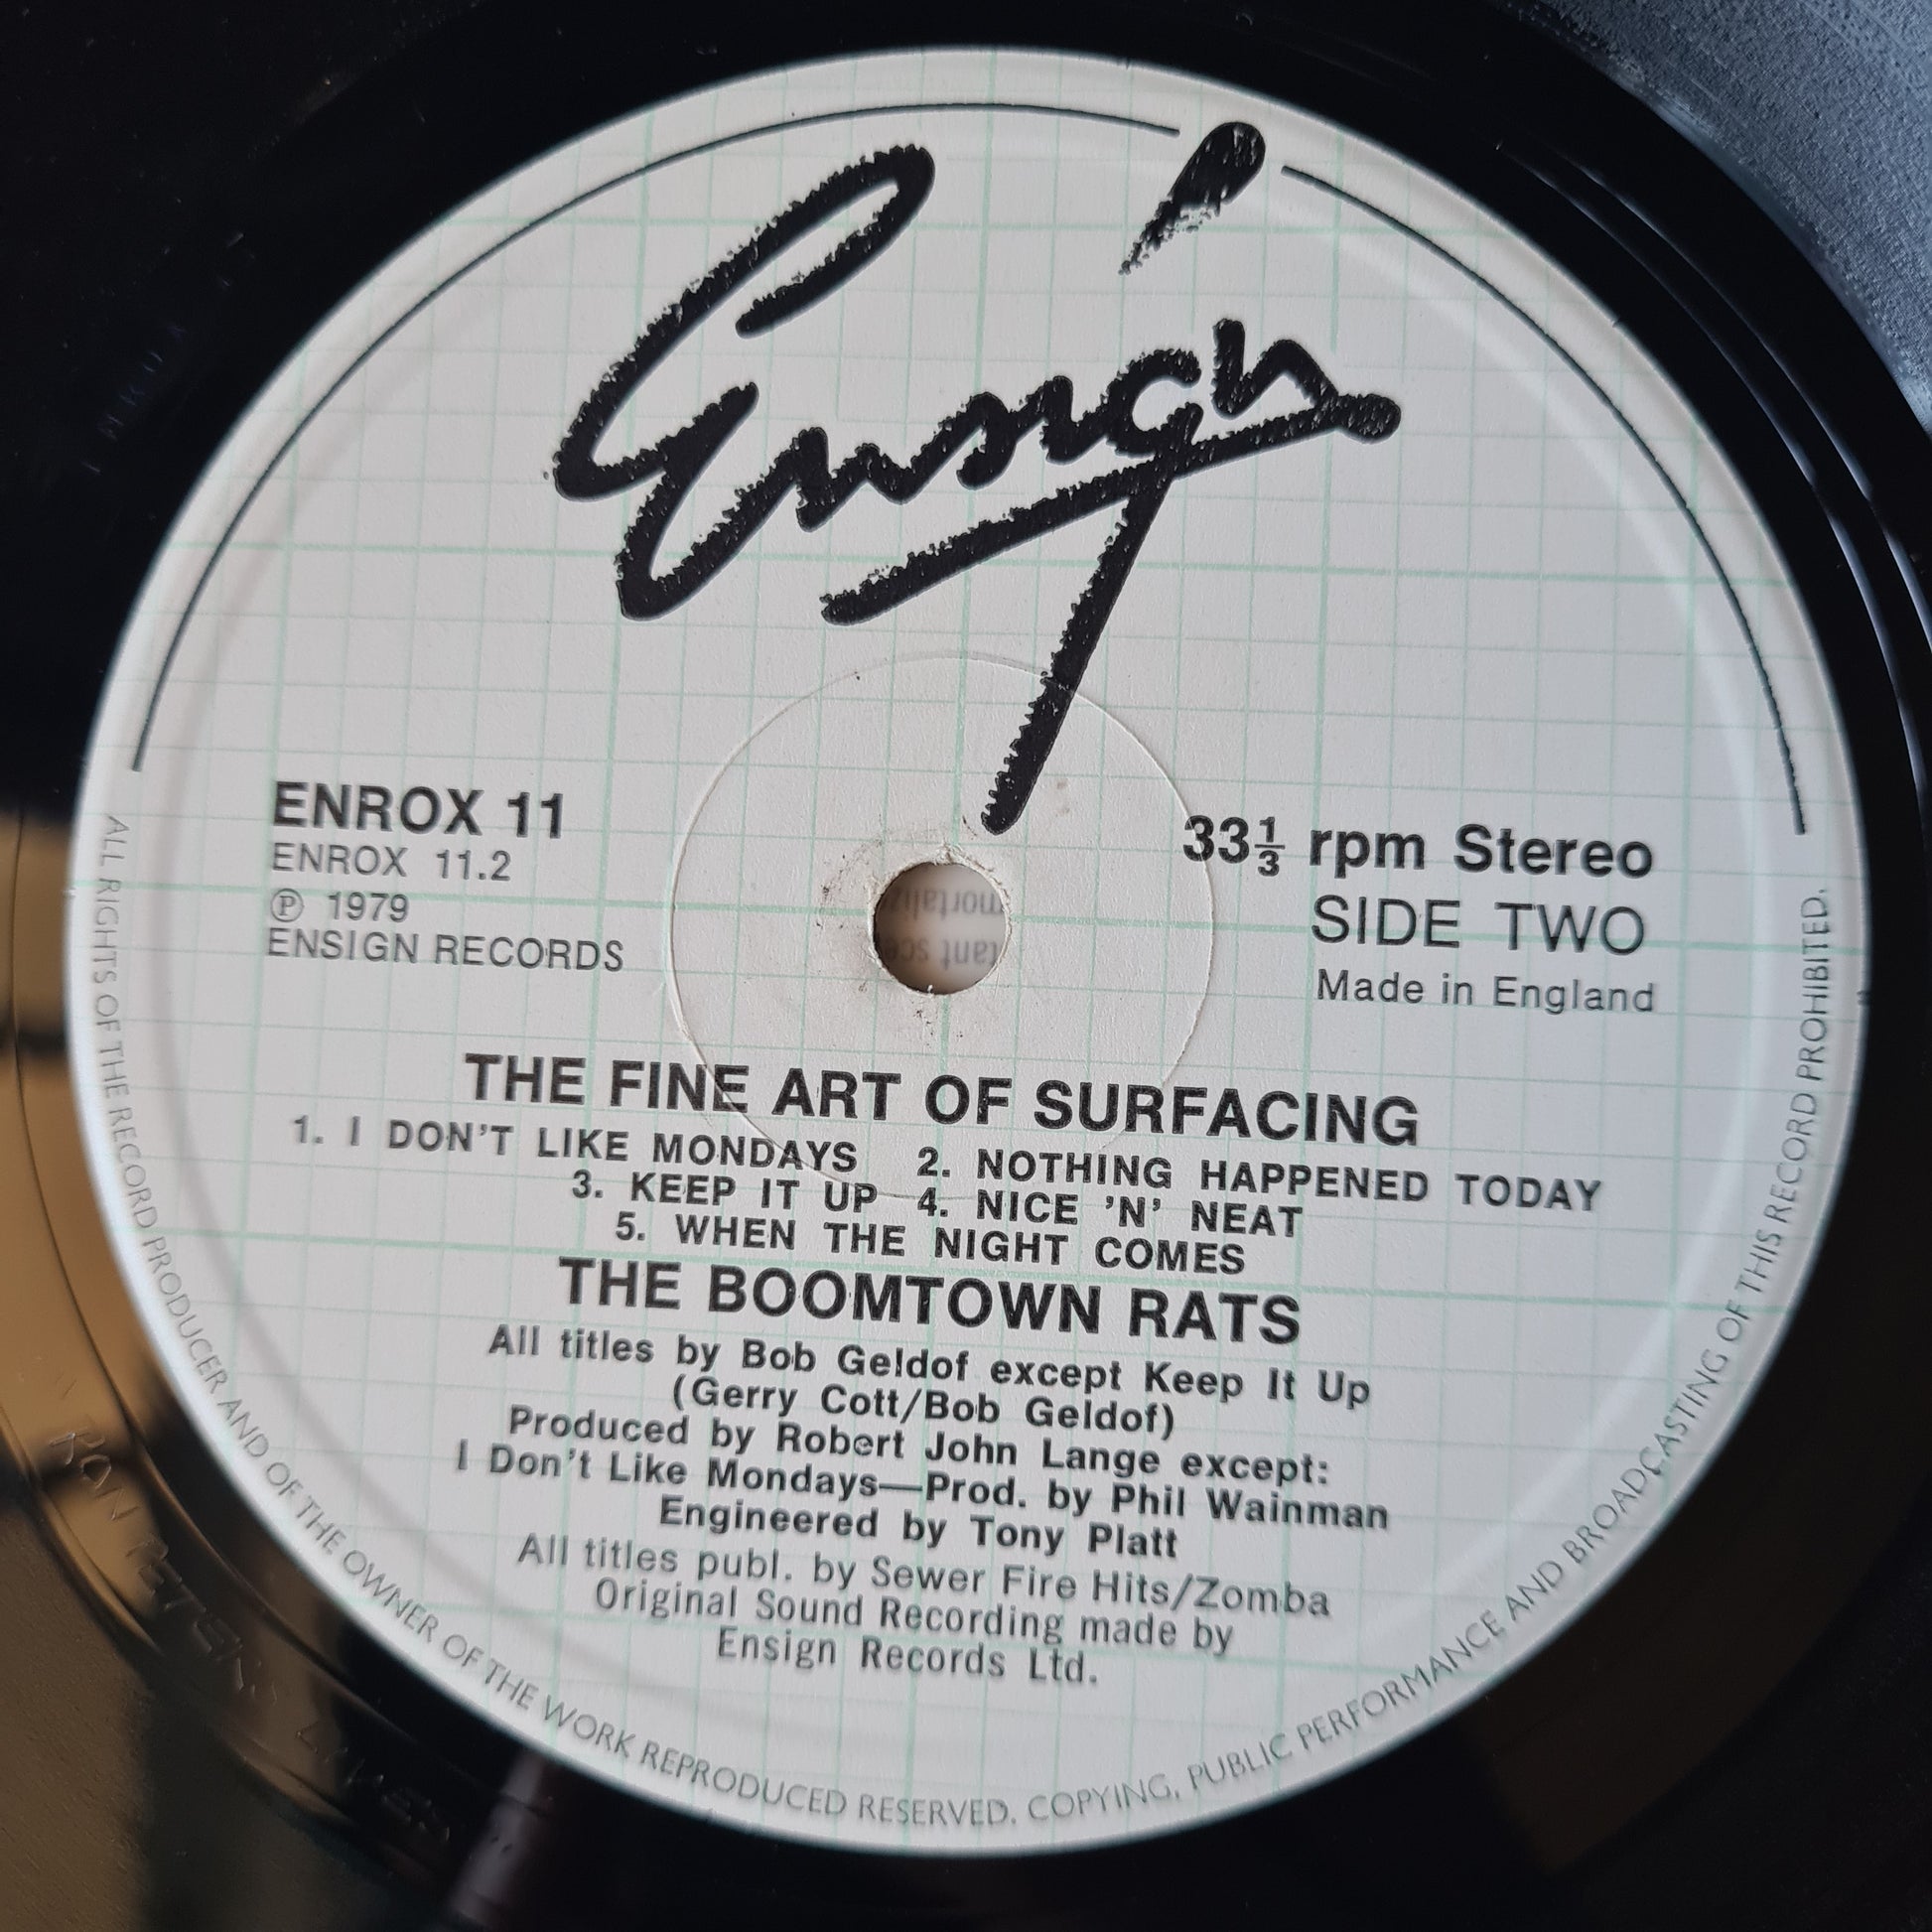 Ensign
ENROX 11
ENROX 11.2
℗ 1979
ENSIGN RECORDS
33⅓ rpm Stereo
SIDE TWO
Made in England
THE FINE ART OF SURFACING
1. I DON'T LIKE MONDAYS 2. NOTHING HAPPENED TODAY
3. KEEP IT UP 4. NICE 'N' NEAT
5. WHEN THE NIGHT COMES
THE BOOMTOWN RATS
All titles by Bob Geldof except Keep It Up
(Gerry Cott/Bob Geldof)
Produced by Robert John Lange except:
I Don't Like Mondays—Prod. by Phil Wainman
Engineered by Tony Platt
All titles publ. by Sewer Fire Hits/Zomba
Original Sound Recording made by
Ensign Records Ltd.
ALL RIGHTS OF THE RECORD PRODUCER AND OF THE OWNER OF THE WORK REPRODUCED RESERVED. COPYING, PUBLIC PERFORMANCE AND BROADCASTING OF THIS RECORD PROHIBITED.